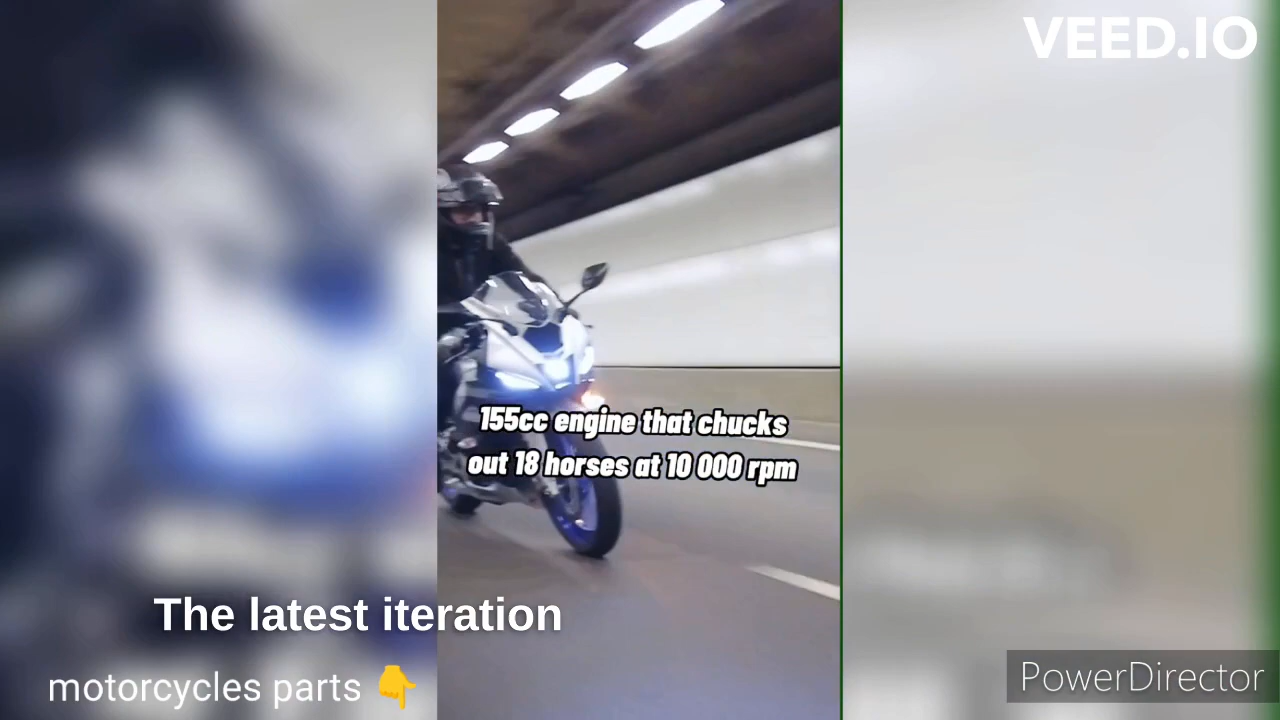 VEED.IO
155cc engine that chucks
out 18 horses at 10 000 rpm
The latest iteration
motorcycles parts 👇
PowerDirector